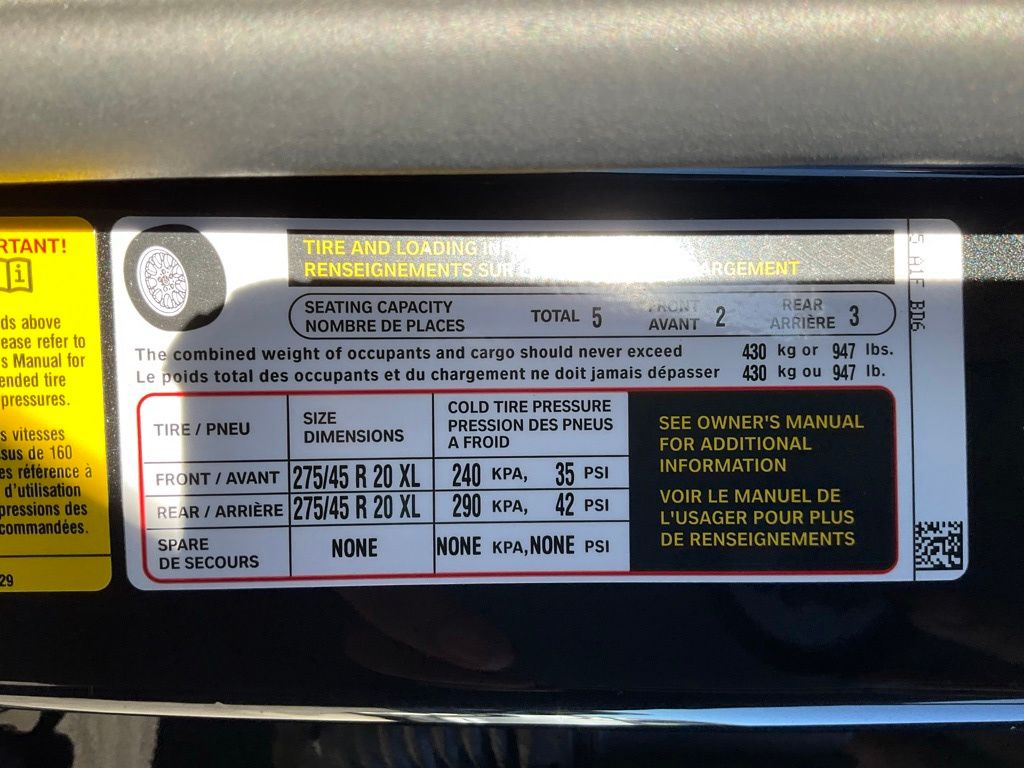 RTANT!
ds above
ease refer to
s Manual for
ended tire
pressures.
s vitesses
ssus de 160
es référence à
d'utilisation
pressions des
commandées.
29
TIRE AND LOADING
RENSEIGNEMENTS SUR ARGEMENT
SEATING CAPACITY
NOMBRE DE PLACES
TOTAL 5
FRONT
AVANT 2
REAR
ARRIÈRE 3
The combined weight of occupants and cargo should never exceed 430 kg or 947 lbs.
Le poids total des occupants et du chargement ne doit jamais dépasser 430 kg ou 947 lb.
TIRE / PNEU
SIZE
DIMENSIONS
COLD TIRE PRESSURE
PRESSION DES PNEUS
A FROID
FRONT / AVANT 275/45 R 20 XL 240 KPA, 35 PSI
REAR / ARRIÈRE 275/45 R 20 XL 290 KPA, 42 PSI
SPARE
DE SECOURS
NONE NONE KPA, NONE PSI
SEE OWNER'S MANUAL
FOR ADDITIONAL
INFORMATION
VOIR LE MANUEL DE
L'USAGER POUR PLUS
DE RENSEIGNEMENTS
5 A1F BD6